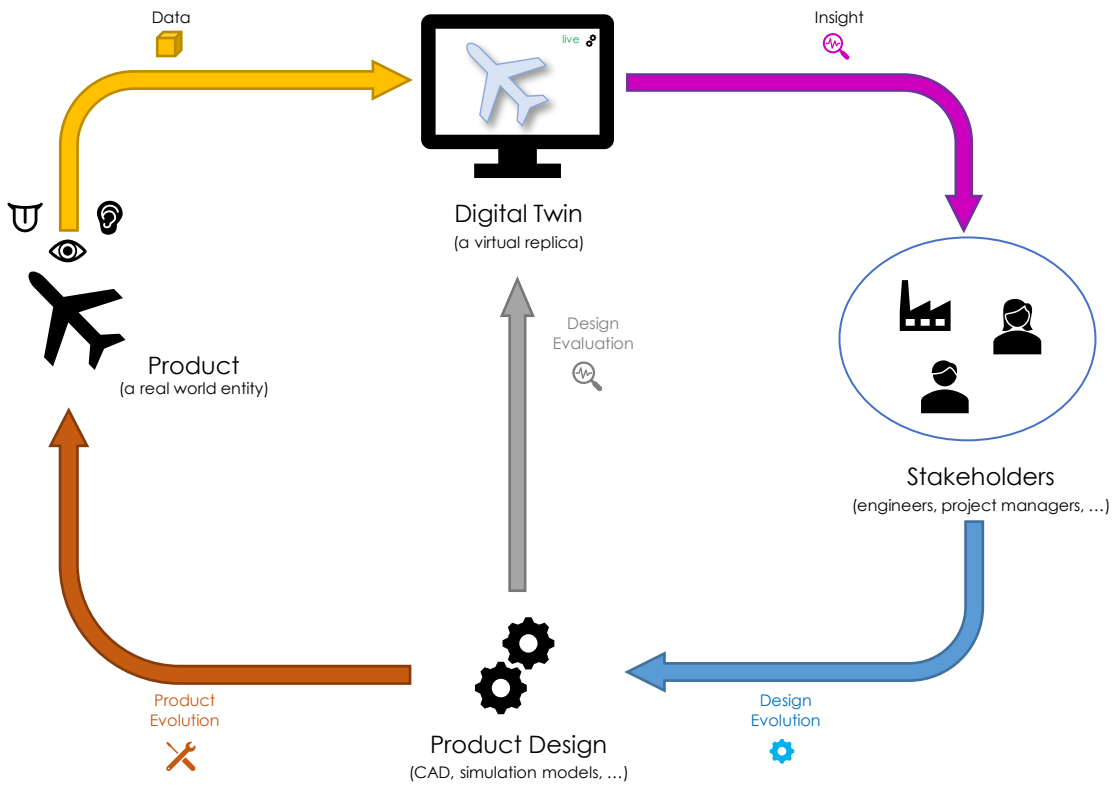 Data
Insight
live
Digital Twin
(a virtual replica)
Design
Evaluation
Product
(a real world entity)
Stakeholders
(engineers, project managers, …)
Product
Evolution
Design
Evolution
Product Design
(CAD, simulation models, …)